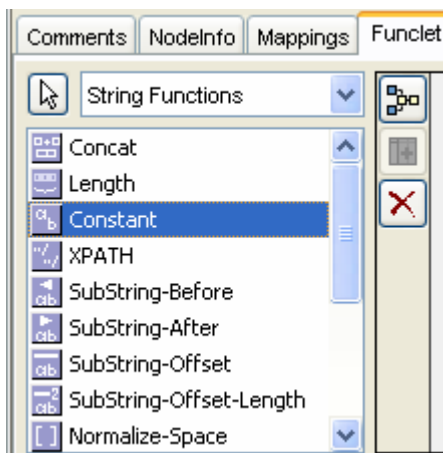 Comments NodeInfo Mappings Funclet
String Functions
Concat
Length
Constant
XPATH
SubString-Before
SubString-After
SubString-Offset
SubString-Offset-Length
Normalize-Space